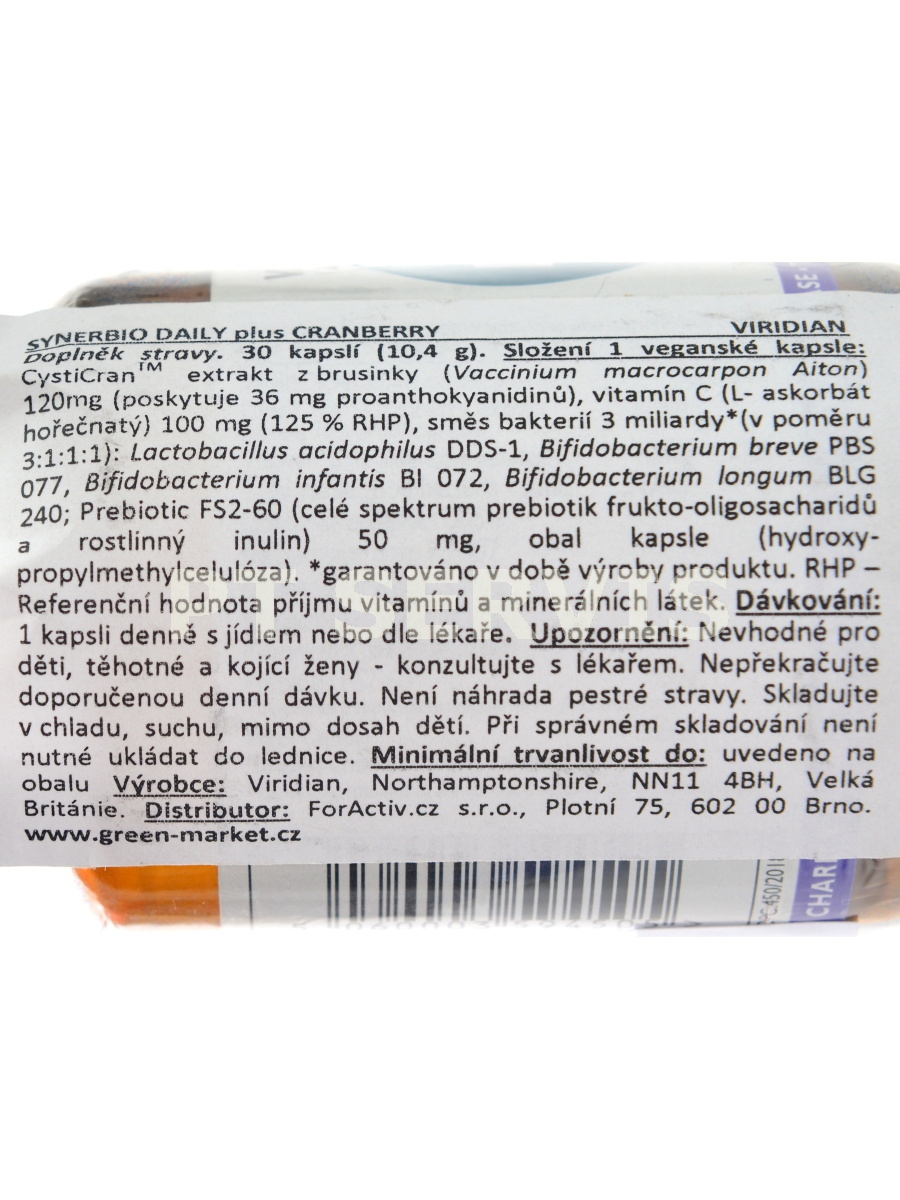 SYNERBIO DAILY plus CRANBERRY VIRIDIAN
Doplněk stravy. 30 kapslí (10,4 g). Složení 1 veganské kapsle:
CystiCran™ extrakt z brusinky (Vaccinium macrocarpon Aiton)
120mg (poskytuje 36 mg proanthokyanidinů), vitamín C (L- askorbát
hořečnatý) 100 mg (125 % RHP), směs bakterií 3 miliardy*(v poměru
3:1:1:1): Lactobacillus acidophilus DDS-1, Bifidobacterium breve PBS
077, Bifidobacterium infantis BI 072, Bifidobacterium longum BLG
240; Prebiotic FS2-60 (celé spektrum prebiotik frukto-oligosacharidů
a rostlinný inulin) 50 mg, obal kapsle (hydroxy-
propylmethylcelulóza). *garantováno v době výroby produktu. RHP –
Referenční hodnota příjmu vitamínů a minerálních látek. Dávkování:
1 kapsli denně s jídlem nebo dle lékaře. Upozornění: Nevhodné pro
děti, těhotné a kojící ženy - konzultujte s lékařem. Nepřekračujte
doporučenou denní dávku. Není náhrada pestré stravy. Skladujte
v chladu, suchu, mimo dosah dětí. Při správném skladování není
nutné ukládat do lednice. Minimální trvanlivost do: uvedeno na
obalu Výrobce: Viridian, Northamptonshire, NN11 4BH, Velká
Británie. Distributor: ForActiv.cz s.r.o., Plotní 75, 602 00 Brno.
www.green-market.cz
PT SERVIS